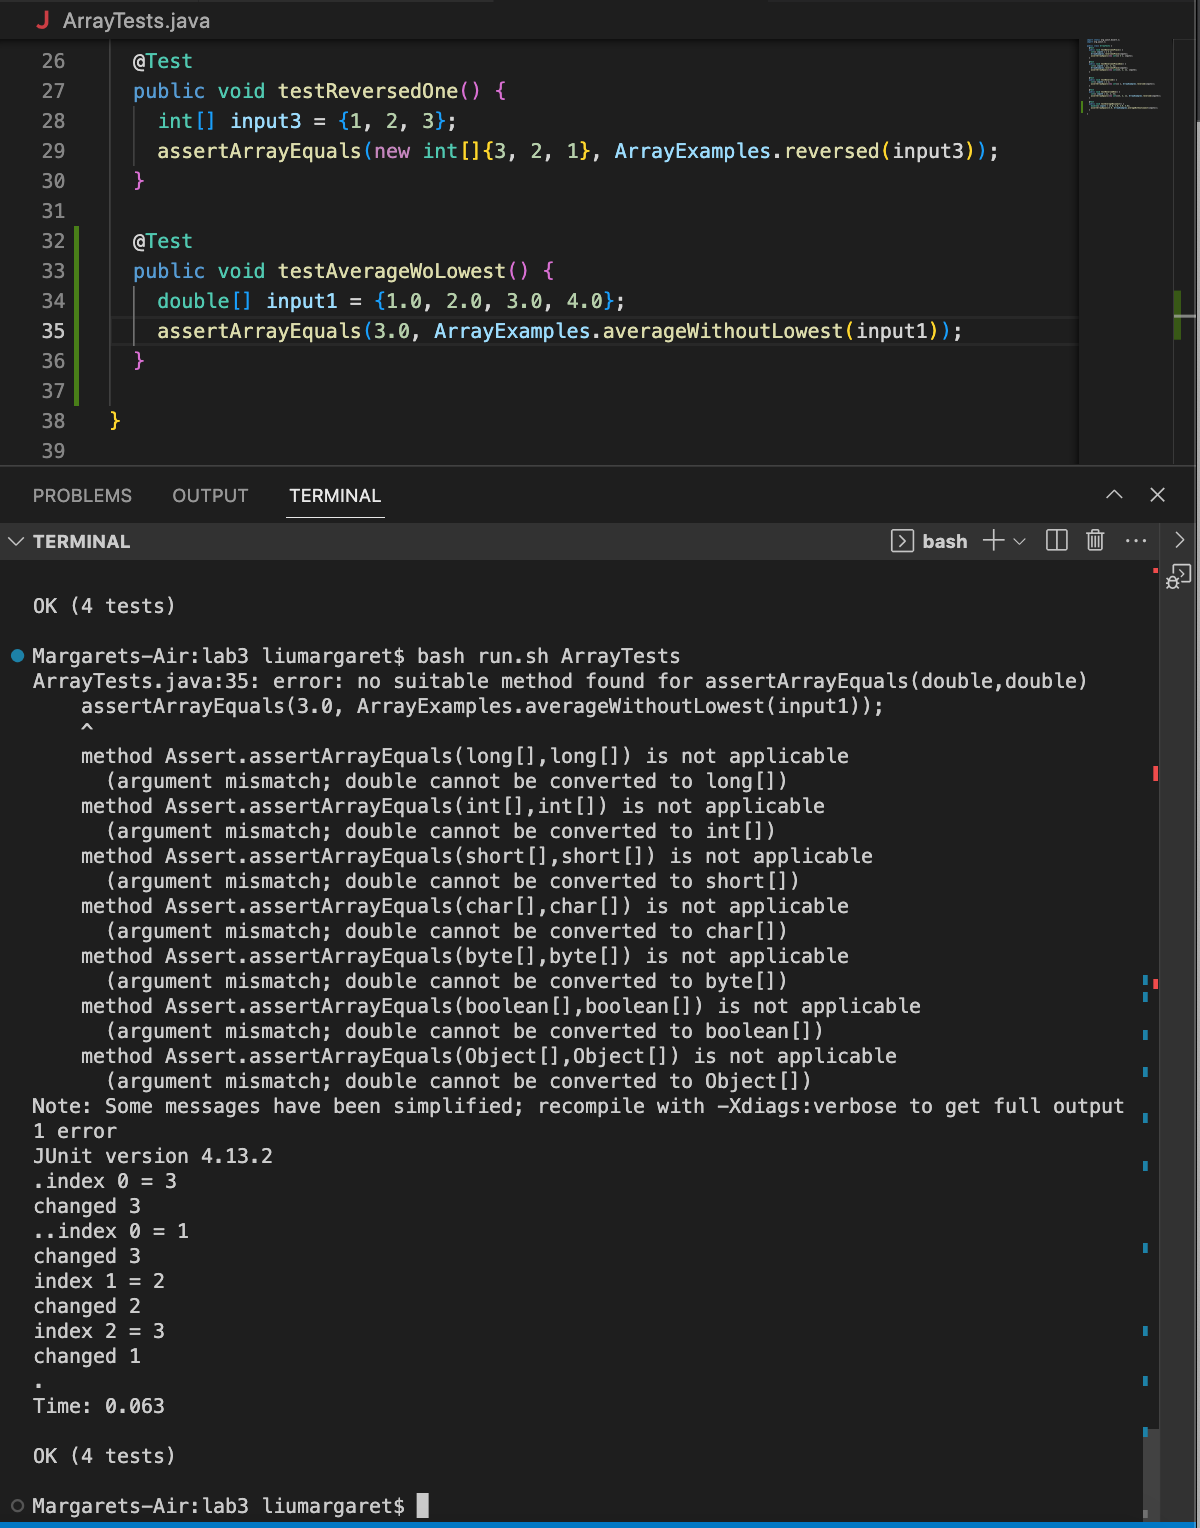 J ArrayTests.java
26 @Test
27 public void testReversedOne() {
28 int[] input3 = {1, 2, 3};
29 assertArrayEquals(new int[]{3, 2, 1}, ArrayExamples.reversed(input3));
30 }
31
32 @Test
33 public void testAverageWoLowest() {
34 double[] input1 = {1.0, 2.0, 3.0, 4.0};
35 assertArrayEquals(3.0, ArrayExamples.averageWithoutLowest(input1));
36 }
37
38 }
39
PROBLEMS OUTPUT TERMINAL
TERMINAL bash
OK (4 tests)
Margarets-Air:lab3 liumargaret$ bash run.sh ArrayTests
ArrayTests.java:35: error: no suitable method found for assertArrayEquals(double,double)
assertArrayEquals(3.0, ArrayExamples.averageWithoutLowest(input1));
^
method Assert.assertArrayEquals(long[],long[]) is not applicable
(argument mismatch; double cannot be converted to long[])
method Assert.assertArrayEquals(int[],int[]) is not applicable
(argument mismatch; double cannot be converted to int[])
method Assert.assertArrayEquals(short[],short[]) is not applicable
(argument mismatch; double cannot be converted to short[])
method Assert.assertArrayEquals(char[],char[]) is not applicable
(argument mismatch; double cannot be converted to char[])
method Assert.assertArrayEquals(byte[],byte[]) is not applicable
(argument mismatch; double cannot be converted to byte[])
method Assert.assertArrayEquals(boolean[],boolean[]) is not applicable
(argument mismatch; double cannot be converted to boolean[])
method Assert.assertArrayEquals(Object[],Object[]) is not applicable
(argument mismatch; double cannot be converted to Object[])
Note: Some messages have been simplified; recompile with -Xdiags:verbose to get full output
1 error
JUnit version 4.13.2
.index 0 = 3
changed 3
..index 0 = 1
changed 3
index 1 = 2
changed 2
index 2 = 3
changed 1
.
Time: 0.063
OK (4 tests)
Margarets-Air:lab3 liumargaret$